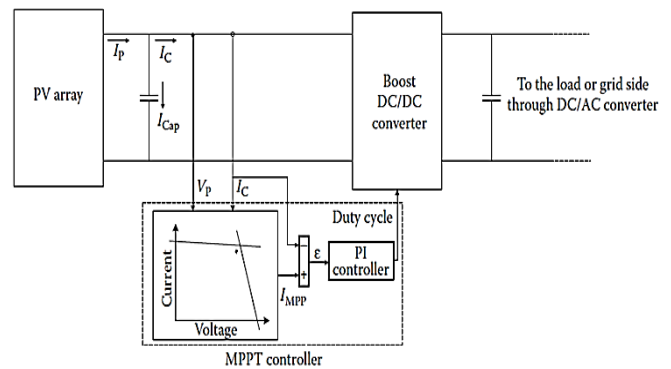 PV array
I_P
I_C
I_Cap
Boost
DC/DC
converter
To the load or grid side
through DC/AC converter
V_P
I_C
Duty cycle
Current
Voltage
I_MPP
−
+
ε
PI
controller
MPPT controller